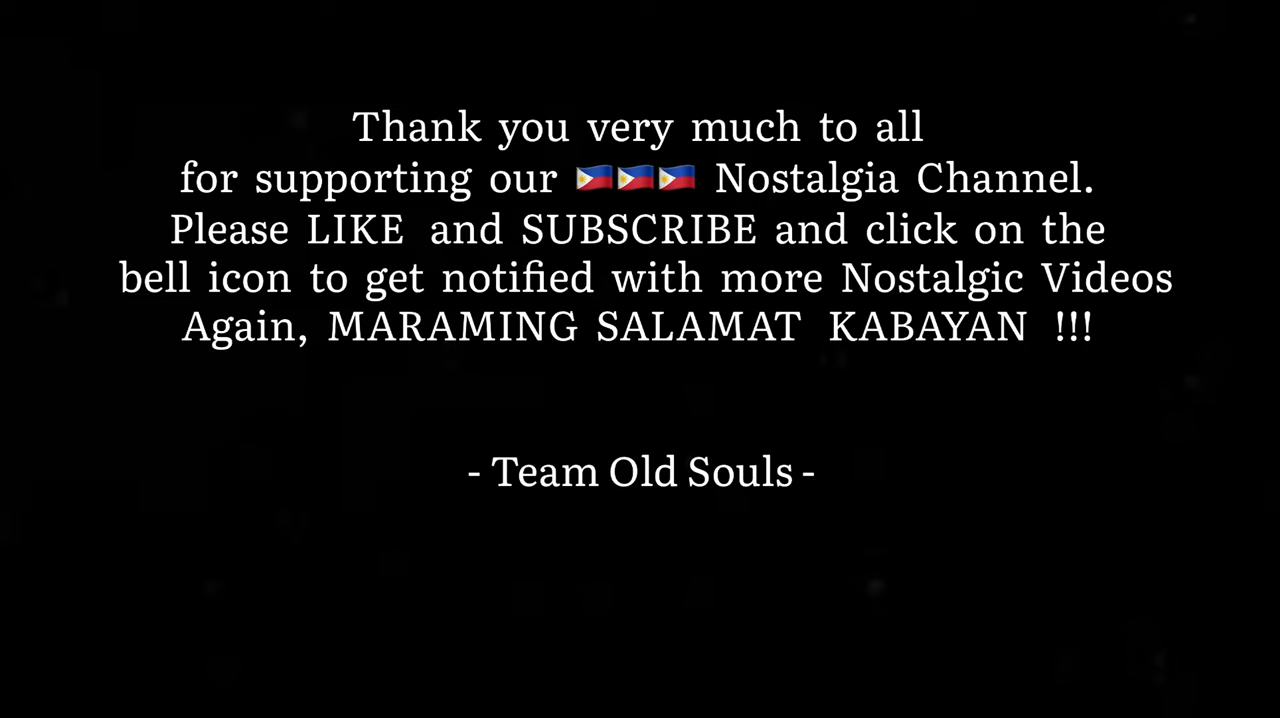 Thank you very much to all
for supporting our 🇵🇭🇵🇭🇵🇭 Nostalgia Channel.
Please LIKE and SUBSCRIBE and click on the
bell icon to get notified with more Nostalgic Videos
Again, MARAMING SALAMAT KABAYAN !!!
- Team Old Souls -